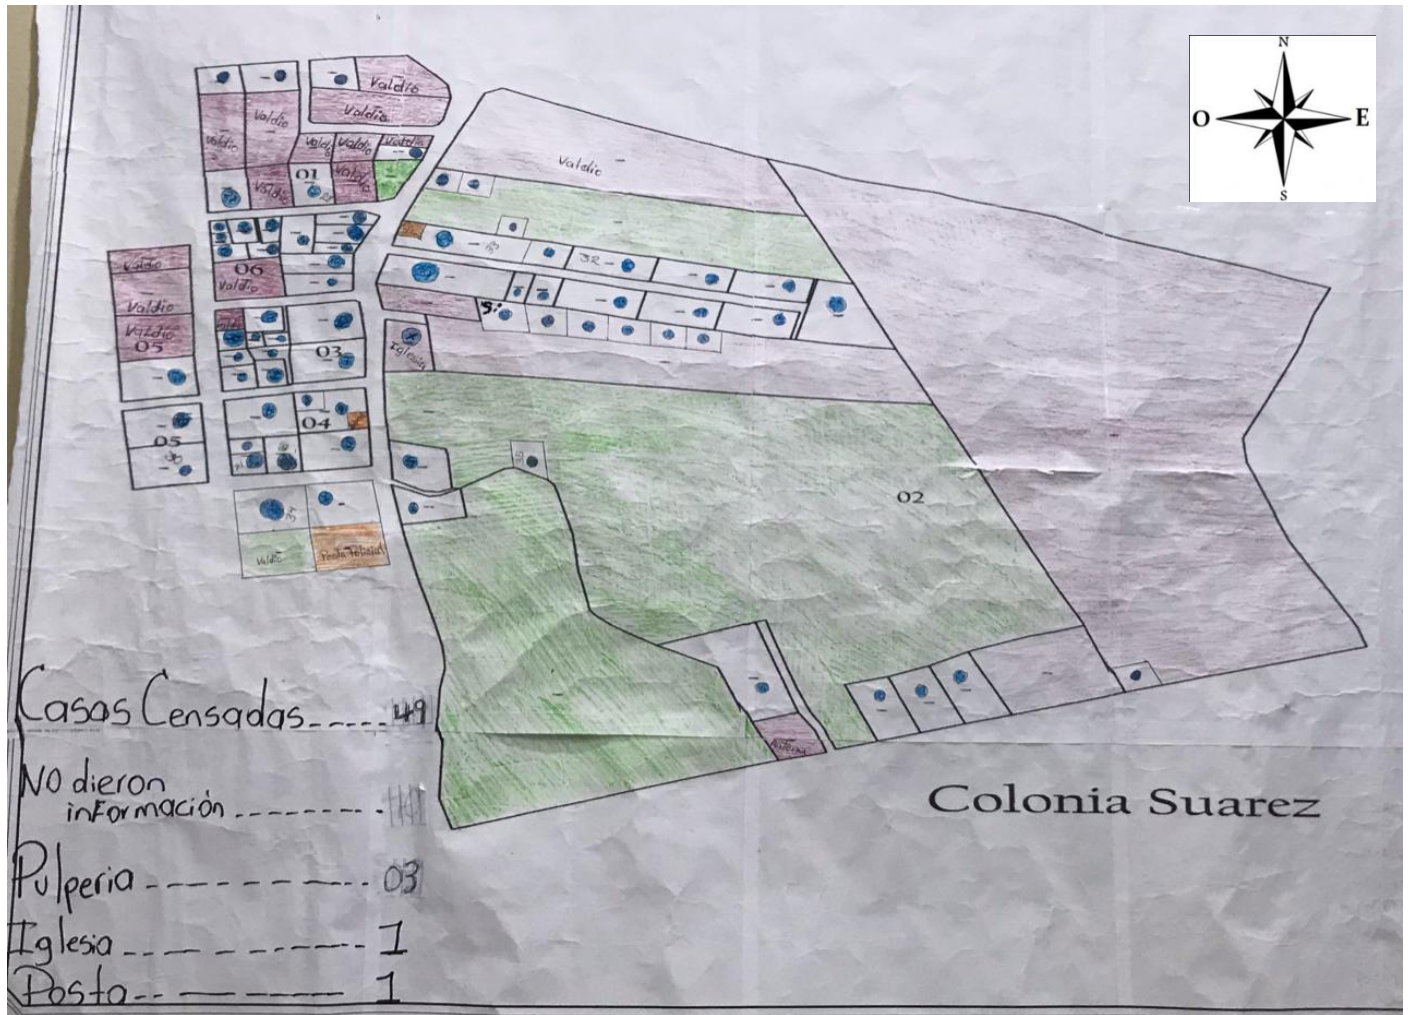 N
O
E
S
Valdio
Valdio
Valdio
Valdio
Valdio
Valdio
Valdio
01
Valdio
Valdio
Valdio
32
06
Valdio
Valdio
Valdio
Valdio
05
03
Iglesia
04
05
02
Valdio
Posta Policial
Casas Censadas 49
NO dieron
información
Pulperia 03
Iglesia 1
Posta 1
Colonia Suarez